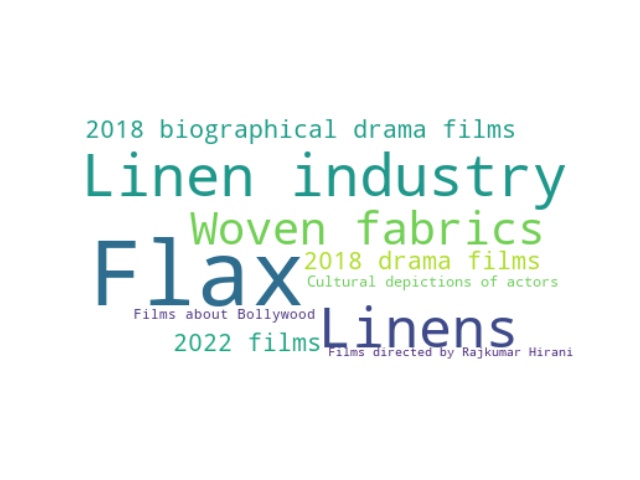 2018 biographical drama films
Linen industry
Woven fabrics
Flax
2018 drama films
Cultural depictions of actors
Films about Bollywood
Linens
2022 films
Films directed by Rajkumar Hirani